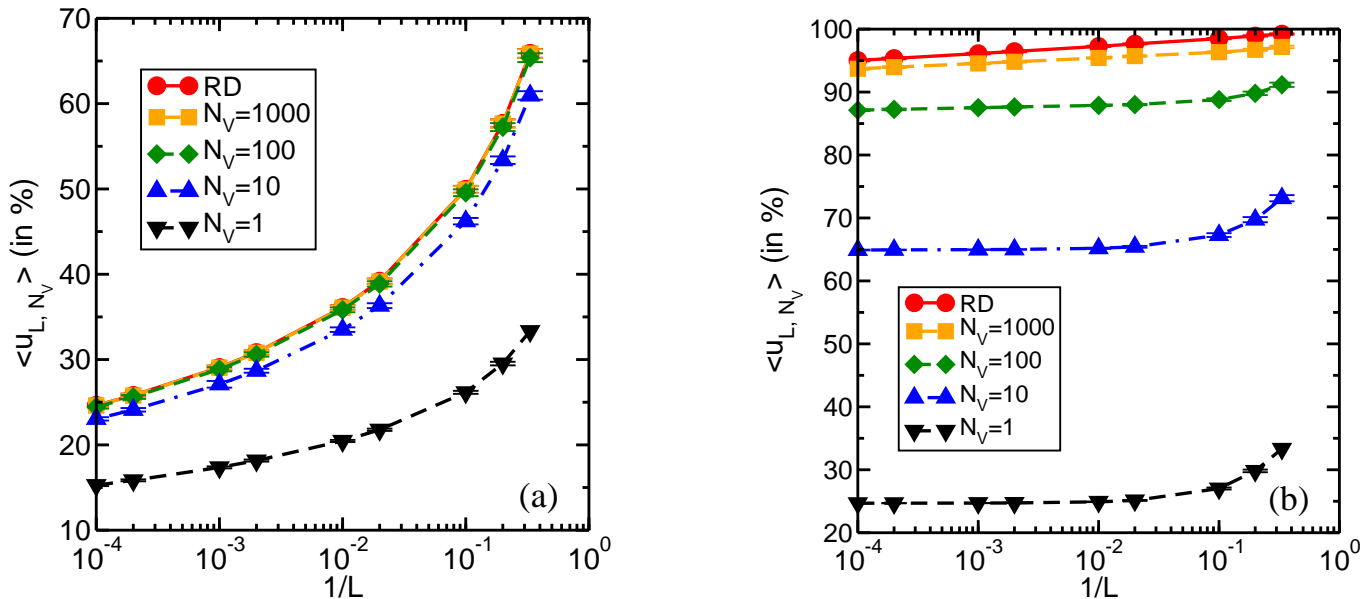 70
60
50
40
30
20
10
<u_L, N_V> (in %)
RD
N_V=1000
N_V=100
N_V=10
N_V=1
(a)
10^-4 10^-3 10^-2 10^-1 10^0
1/L
100
90
80
70
60
50
40
30
20
<u_L, N_V> (in %)
RD
N_V=1000
N_V=100
N_V=10
N_V=1
(b)
10^-4 10^-3 10^-2 10^-1 10^0
1/L